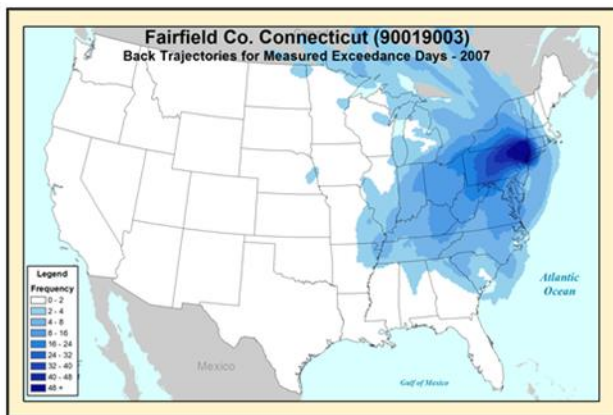 Fairfield Co. Connecticut (90019003)
Back Trajectories for Measured Exceedance Days - 2007
Atlantic
Ocean
Legend
Frequency
0 - 2
2 - 4
4 - 8
8 - 16
16 - 24
24 - 32
32 - 40
40 - 48
48 +
Mexico
Gulf of Mexico